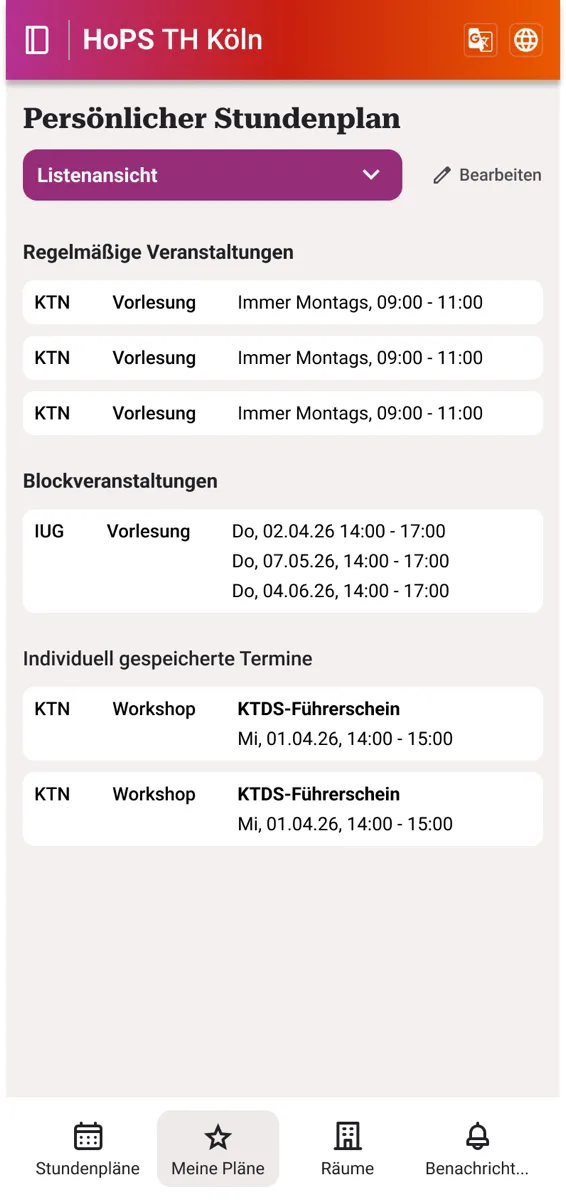 HoPS TH Köln
Persönlicher Stundenplan
Listenansicht Bearbeiten
Regelmäßige Veranstaltungen
KTN Vorlesung Immer Montags, 09:00 - 11:00
KTN Vorlesung Immer Montags, 09:00 - 11:00
KTN Vorlesung Immer Montags, 09:00 - 11:00
Blockveranstaltungen
IUG Vorlesung Do, 02.04.26 14:00 - 17:00
Do, 07.05.26, 14:00 - 17:00
Do, 04.06.26, 14:00 - 17:00
Individuell gespeicherte Termine
KTN Workshop KTDS-Führerschein
Mi, 01.04.26, 14:00 - 15:00
KTN Workshop KTDS-Führerschein
Mi, 01.04.26, 14:00 - 15:00
Stundenpläne Meine Pläne Räume Benachricht...